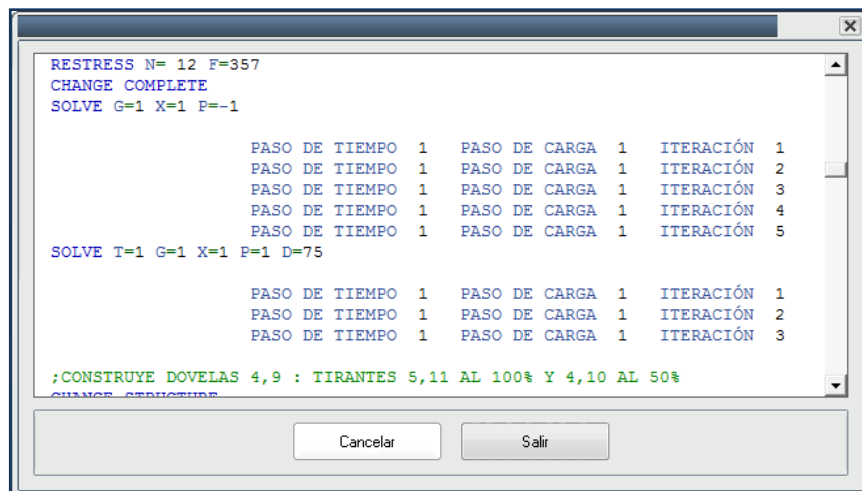 RESTRESS N= 12 F=357
CHANGE COMPLETE
SOLVE G=1 X=1 P=-1
PASO DE TIEMPO 1 PASO DE CARGA 1 ITERACIÓN 1
PASO DE TIEMPO 1 PASO DE CARGA 1 ITERACIÓN 2
PASO DE TIEMPO 1 PASO DE CARGA 1 ITERACIÓN 3
PASO DE TIEMPO 1 PASO DE CARGA 1 ITERACIÓN 4
PASO DE TIEMPO 1 PASO DE CARGA 1 ITERACIÓN 5
SOLVE T=1 G=1 X=1 P=1 D=75
PASO DE TIEMPO 1 PASO DE CARGA 1 ITERACIÓN 1
PASO DE TIEMPO 1 PASO DE CARGA 1 ITERACIÓN 2
PASO DE TIEMPO 1 PASO DE CARGA 1 ITERACIÓN 3
;CONSTRUYE DOVELAS 4,9 : TIRANTES 5,11 AL 100% Y 4,10 AL 50%
CHANGE STRUCTURE
Cancelar
Salir